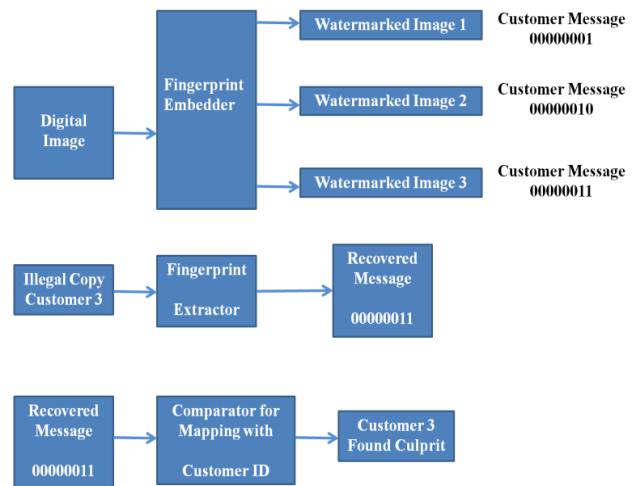 Digital
Image
Fingerprint
Embedder
Watermarked Image 1
Customer Message
00000001
Watermarked Image 2
Customer Message
00000010
Watermarked Image 3
Customer Message
00000011
Illegal Copy
Customer 3
Fingerprint
Extractor
Recovered
Message
00000011
Recovered
Message
00000011
Comparator for
Mapping with
Customer ID
Customer 3
Found Culprit